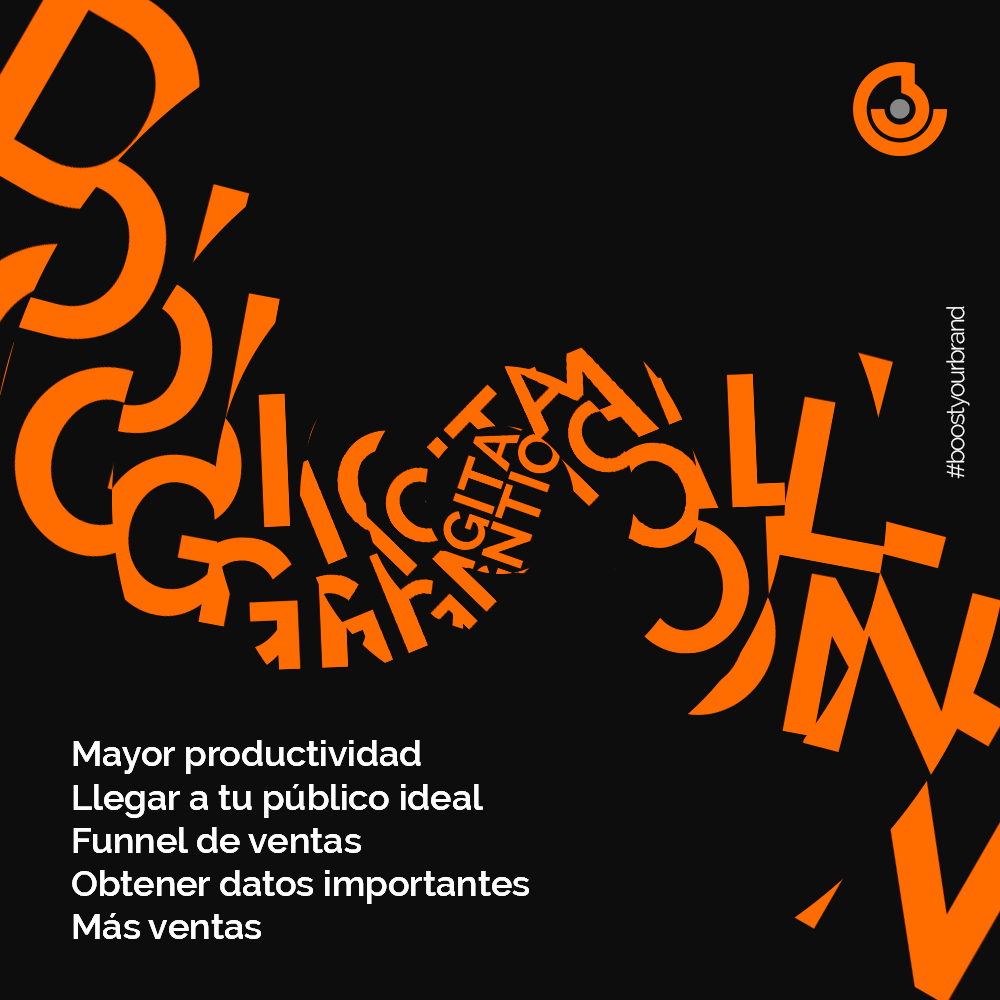 #boostyourbrand
Mayor productividad
Llegar a tu público ideal
Funnel de ventas
Obtener datos importantes
Más ventas